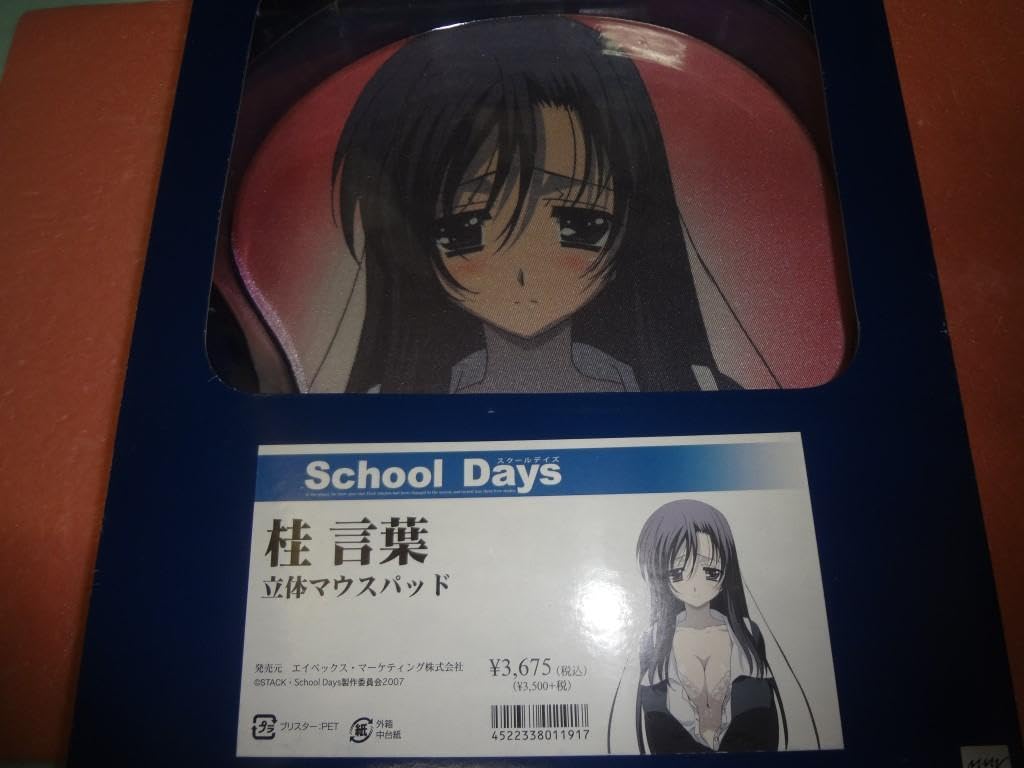 スクールデイズ
School Days
桂 言葉
立体マウスパッド
発売元 エイベックス・マーケティング株式会社
©STACK・School Days製作委員会2007
¥3,675(税込)
(¥3,500+税)
プラ
ブリスター:PET
紙
外箱
中台紙
4522338011917